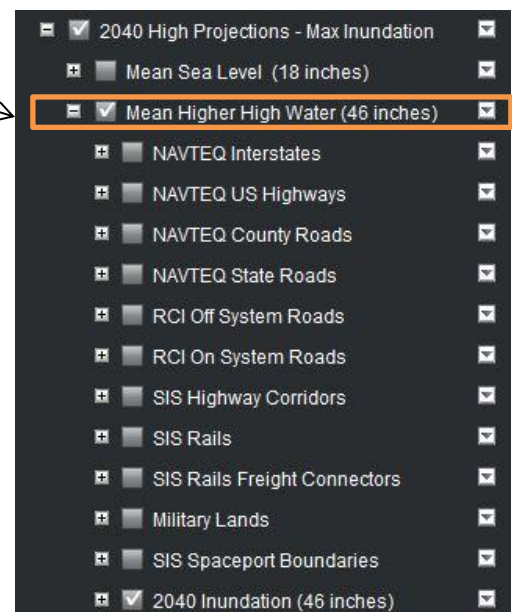 2040 High Projections - Max Inundation
Mean Sea Level (18 inches)
Mean Higher High Water (46 inches)
NAVTEQ Interstates
NAVTEQ US Highways
NAVTEQ County Roads
NAVTEQ State Roads
RCI Off System Roads
RCI On System Roads
SIS Highway Corridors
SIS Rails
SIS Rails Freight Connectors
Military Lands
SIS Spaceport Boundaries
2040 Inundation (46 inches)